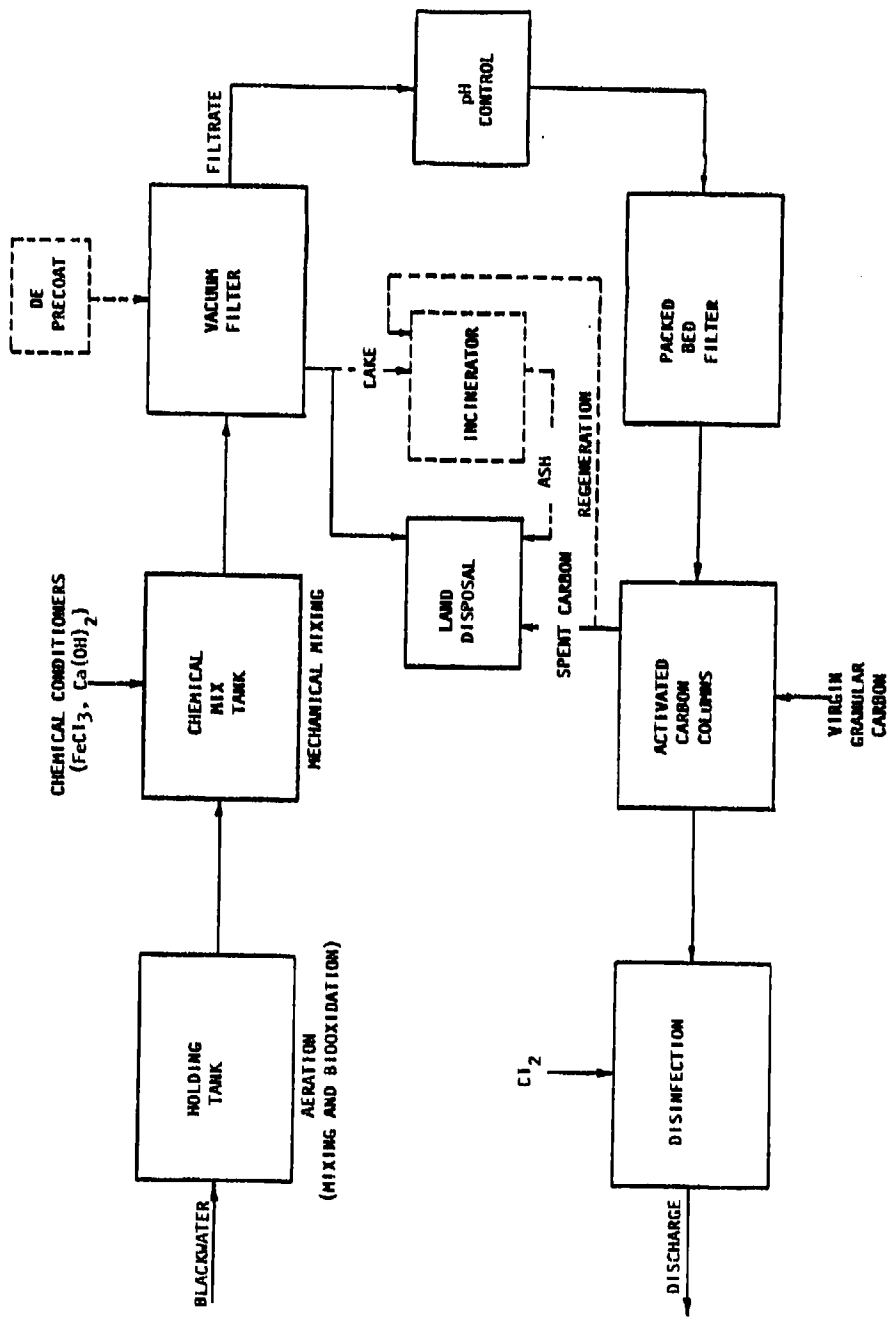 BLACKWATER
HOLDING
TANK
AERATION
(MIXING AND BIOOXIDATION)
CHEMICAL CONDITIONERS
(FeCl3, Ca(OH)2)
CHEMICAL
MIX
TANK
MECHANICAL MIXING
DE
PRECOAT
VACUUM
FILTER
FILTRATE
CAKE
INCINERATOR
ASH
LAND
DISPOSAL
REGENERATION
SPENT CARBON
pH
CONTROL
PACKED
BED
FILTER
ACTIVATED
CARBON
COLUMNS
VIRGIN
GRANULAR
CARBON
Cl2
DISINFECTION
DISCHARGE